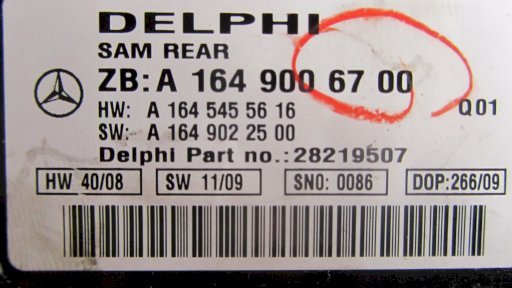 DELPHI
SAM REAR
ZB: A 164 900 67 00
HW: A 164 545 56 16 Q01
SW: A 164 902 25 00
Delphi Part no.:28219507
HW 40/08 SW 11/09 SN0: 0086 DOP:266/09